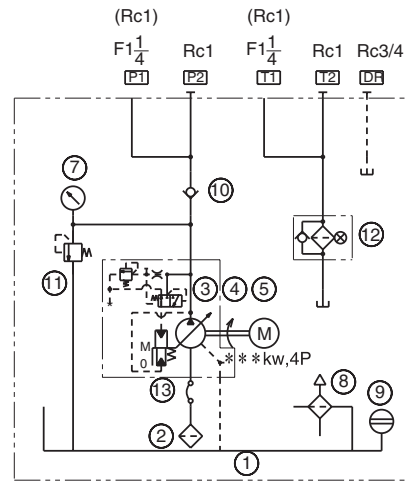 (Rc1) (Rc1)
F1 1/4 Rc1 F1 1/4 Rc1 Rc3/4
P1 P2 T1 T2 DR
7
10
12
11
3 4 5
M
M
0
***kw,4P
13
8
9
2
1